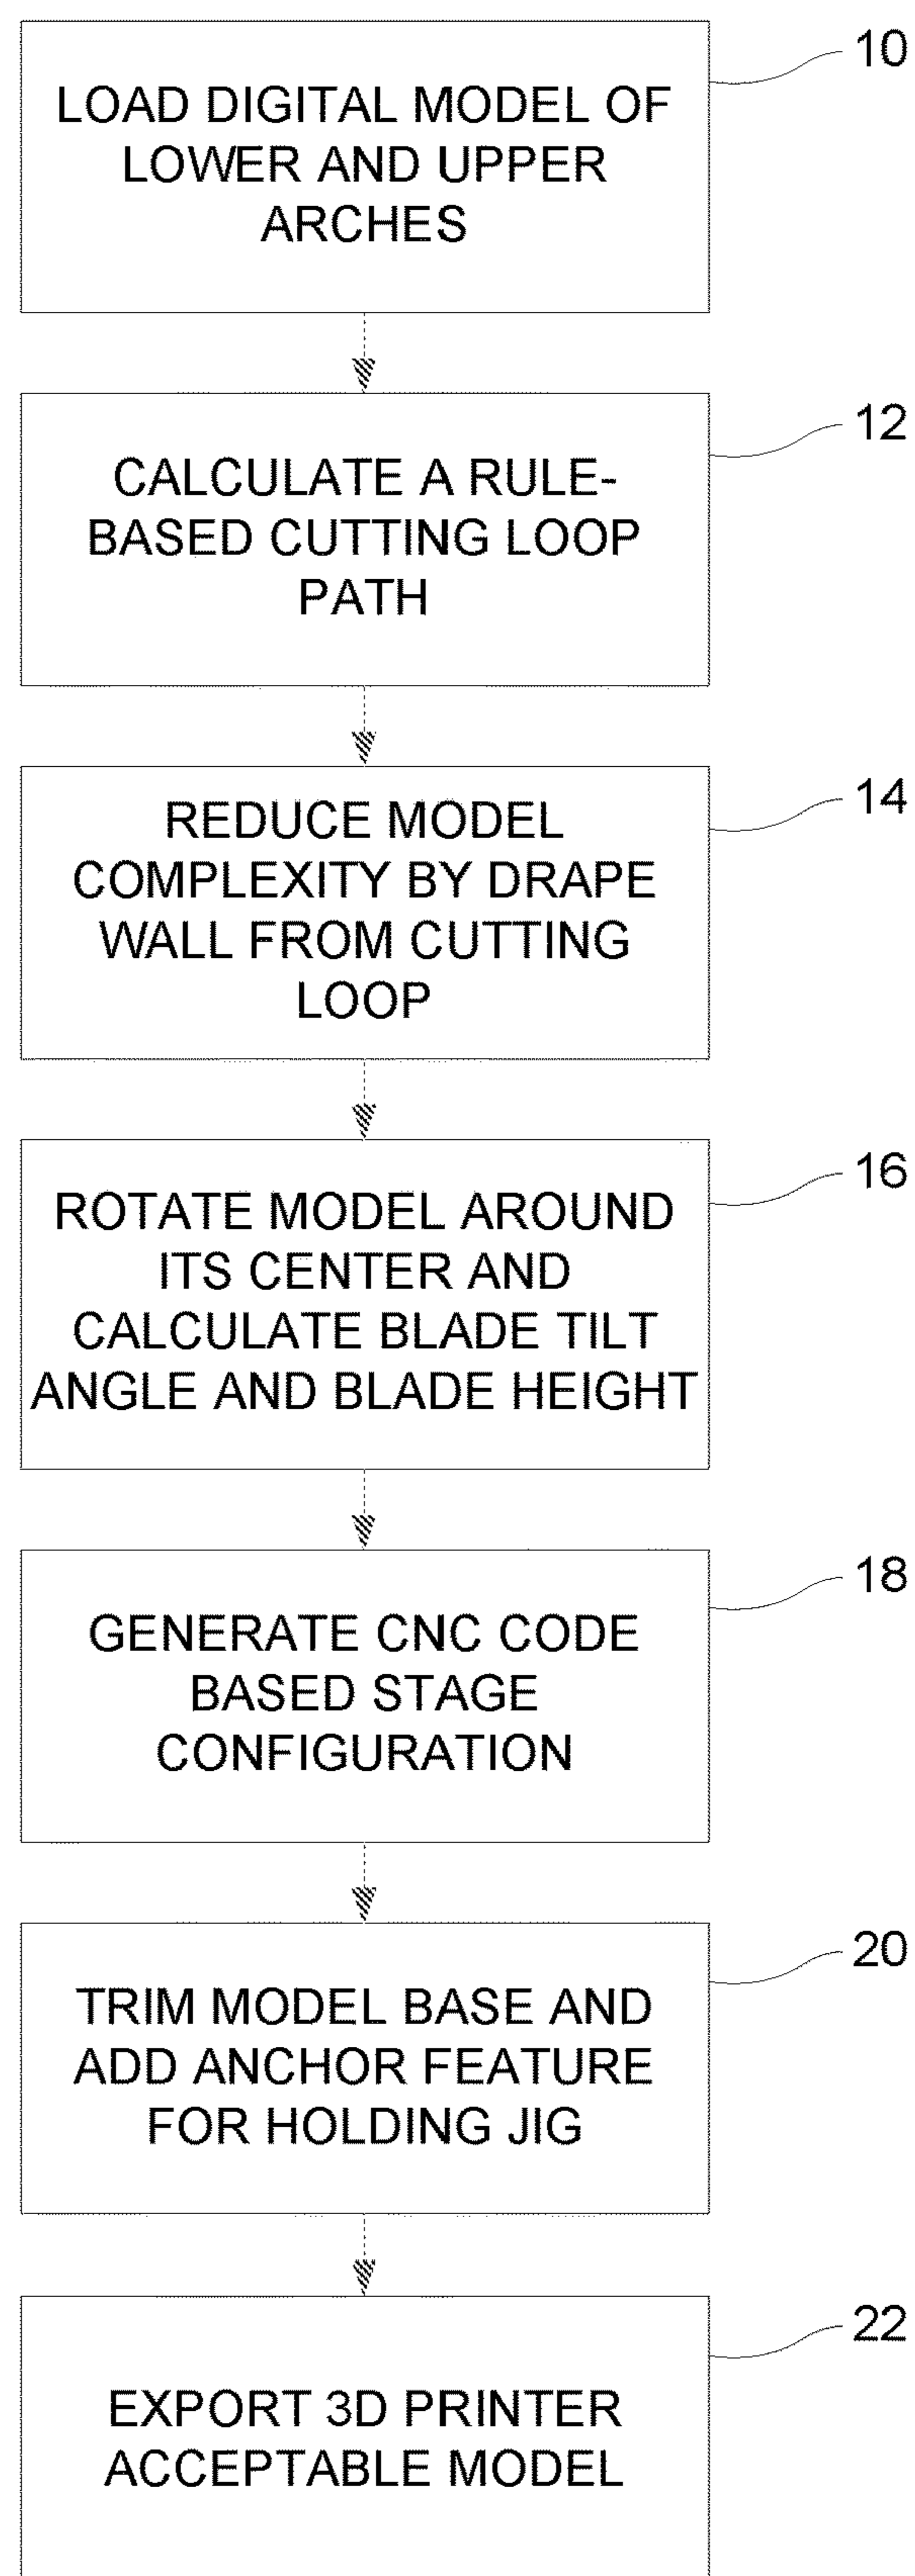 10
LOAD DIGITAL MODEL OF
LOWER AND UPPER
ARCHES
12
CALCULATE A RULE-
BASED CUTTING LOOP
PATH
14
REDUCE MODEL
COMPLEXITY BY DRAPE
WALL FROM CUTTING
LOOP
16
ROTATE MODEL AROUND
ITS CENTER AND
CALCULATE BLADE TILT
ANGLE AND BLADE HEIGHT
18
GENERATE CNC CODE
BASED STAGE
CONFIGURATION
20
TRIM MODEL BASE AND
ADD ANCHOR FEATURE
FOR HOLDING JIG
22
EXPORT 3D PRINTER
ACCEPTABLE MODEL